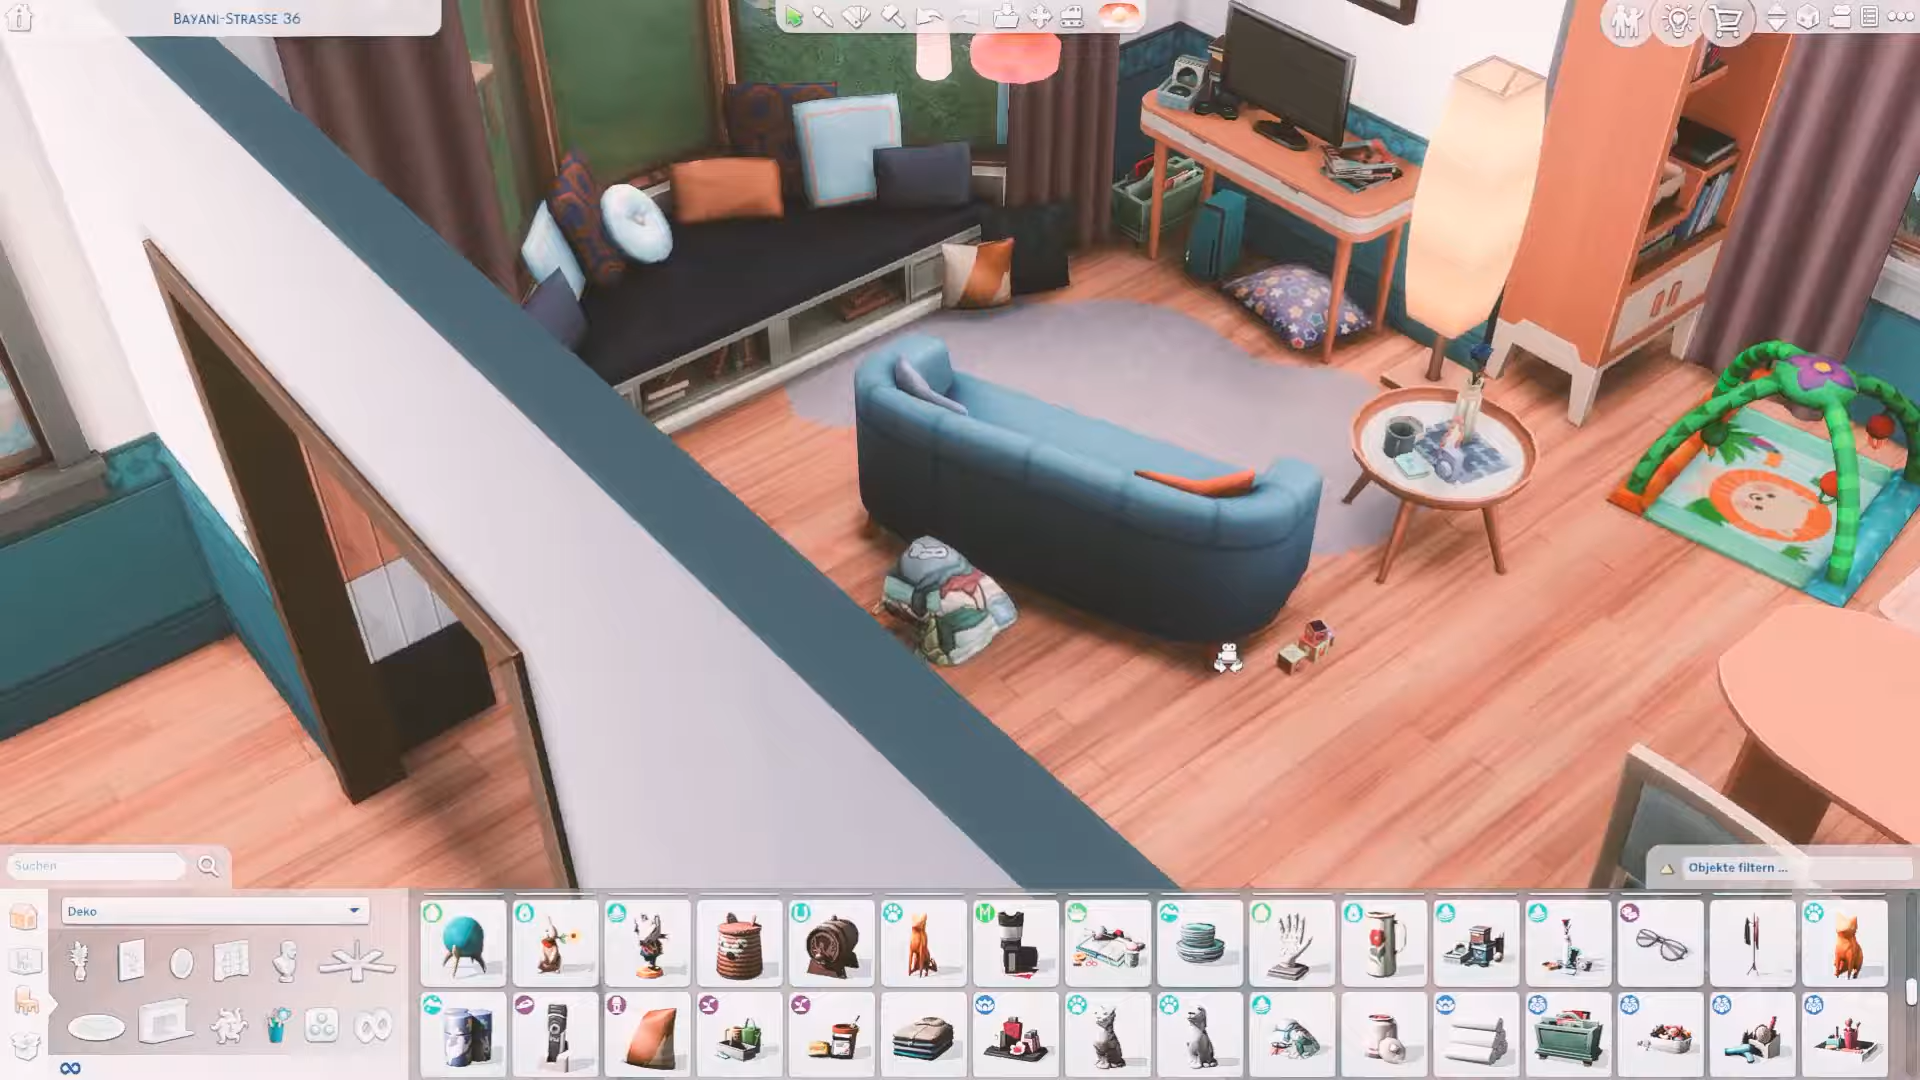 BAYANI-STRASSE 36
Suchen
Objekte filtern ...
Deko